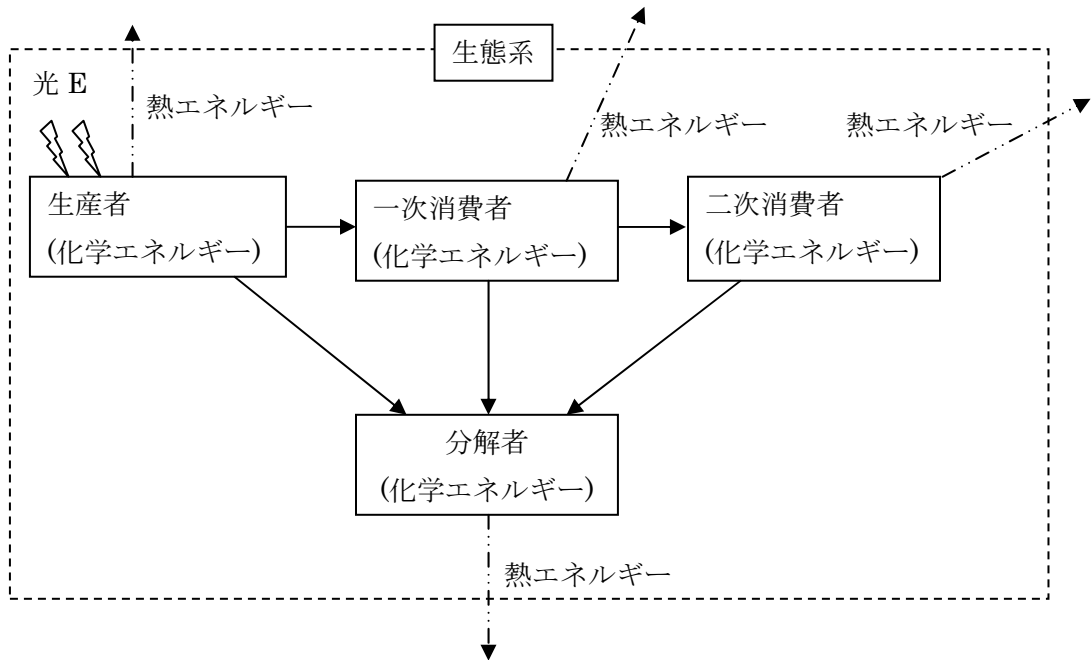 生態系
光 E
熱エネルギー
熱エネルギー
熱エネルギー
生産者
(化学エネルギー)
一次消費者
(化学エネルギー)
二次消費者
(化学エネルギー)
分解者
(化学エネルギー)
熱エネルギー